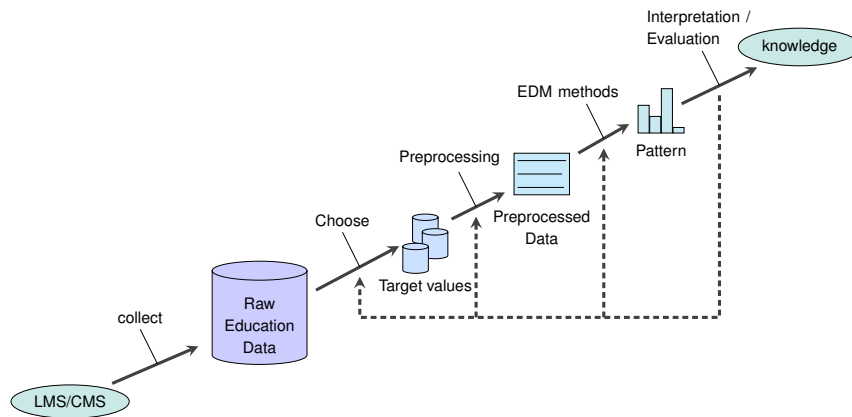 Interpretation /
Evaluation
knowledge
EDM methods
Pattern
Preprocessing
Preprocessed
Data
Choose
Target values
Raw
Education
Data
collect
LMS/CMS